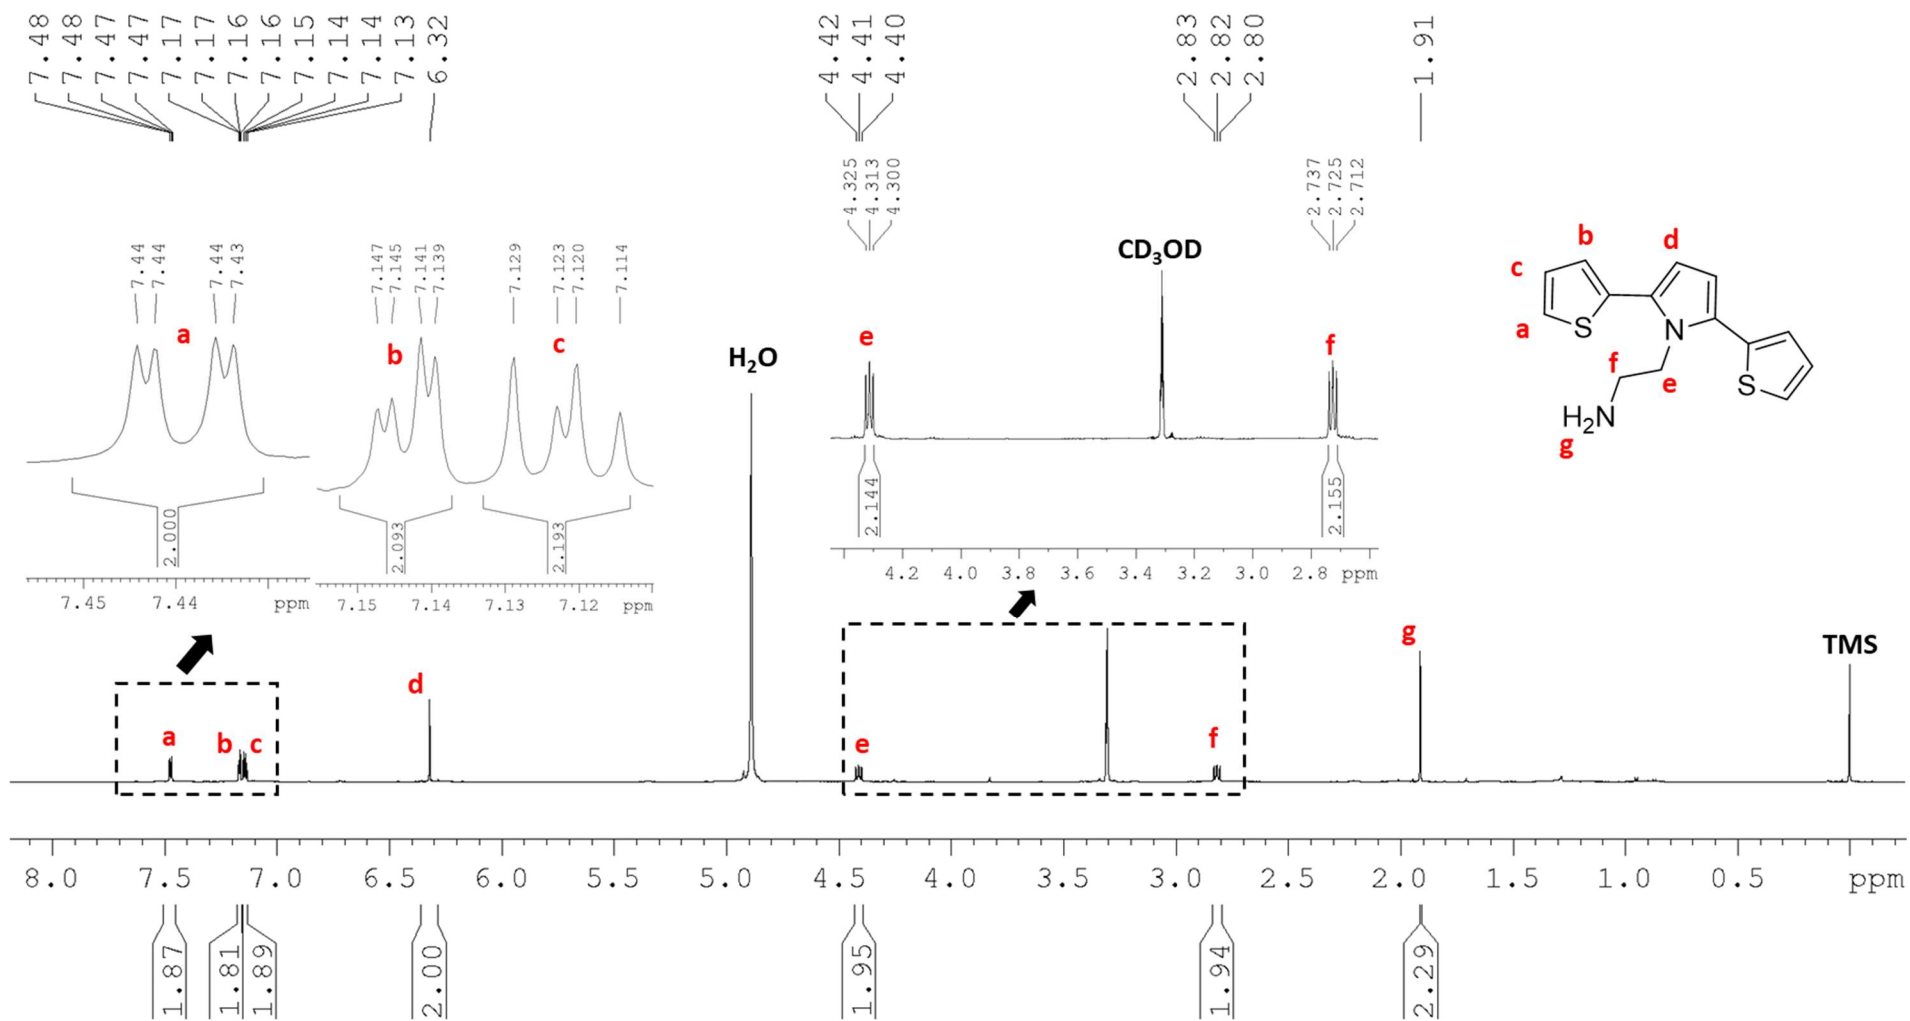 7.48 7.48 7.47 7.47 7.17 7.17 7.16 7.16 7.15 7.14 7.14 7.13 6.32 4.42 4.41 4.40 2.83 2.82 2.80 1.91
4.325 4.313 4.300 2.737 2.725 2.712
7.44 7.44 7.44 7.43 7.147 7.145 7.141 7.139 7.129 7.123 7.120 7.114
CD3OD
b d
c
a
S
N
f
e
S
H2N
g
a
b
c
H2O
e
f
2.000
2.093
2.193
2.144
2.155
7.45 7.44 ppm
7.15 7.14 7.13 7.12 ppm
4.2 4.0 3.8 3.6 3.4 3.2 3.0 2.8 ppm
a b c
d
e
f
g
TMS
8.0 7.5 7.0 6.5 6.0 5.5 5.0 4.5 4.0 3.5 3.0 2.5 2.0 1.5 1.0 0.5 ppm
1.87 1.81 1.89 2.00 1.95 1.94 2.29